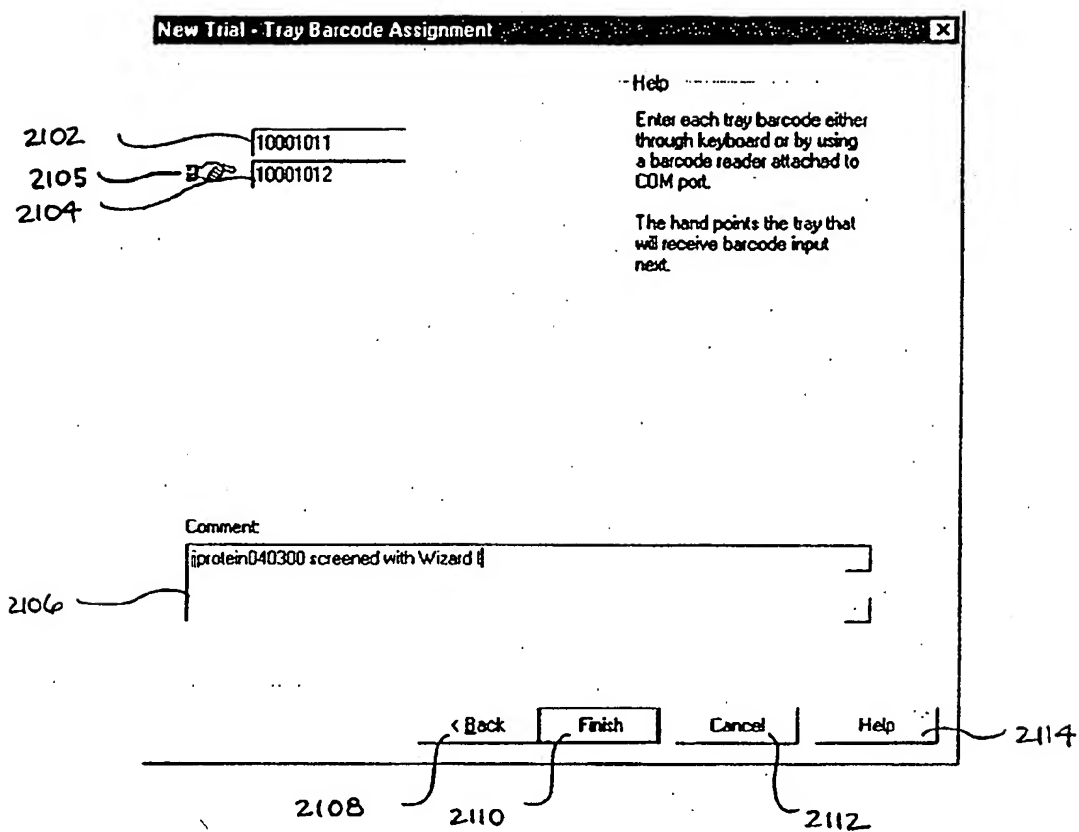 New Trial - Tray Barcode Assignment
Help
Enter each tray barcode either
through keyboard or by using
a barcode reader attached to
COM port.
The hand points the tray that
will receive barcode input
next.
2102
10001011
2105
10001012
2104
Comment:
protein040300 screened with Wizard
2106
< Back
Finish
Cancel
Help
2114
2108
2110
2112